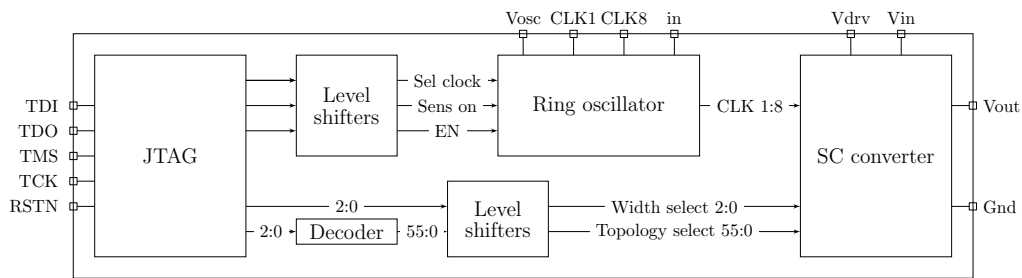 Vosc CLK1 CLK8 in Vdrv Vin
TDI
TDO
TMS
TCK
RSTN
JTAG
Level
shifters
Sel clock
Sens on
EN
Ring oscillator
CLK 1:8
SC converter
Vout
Gnd
2:0
2:0
Decoder
55:0
Level
shifters
Width select 2:0
Topology select 55:0